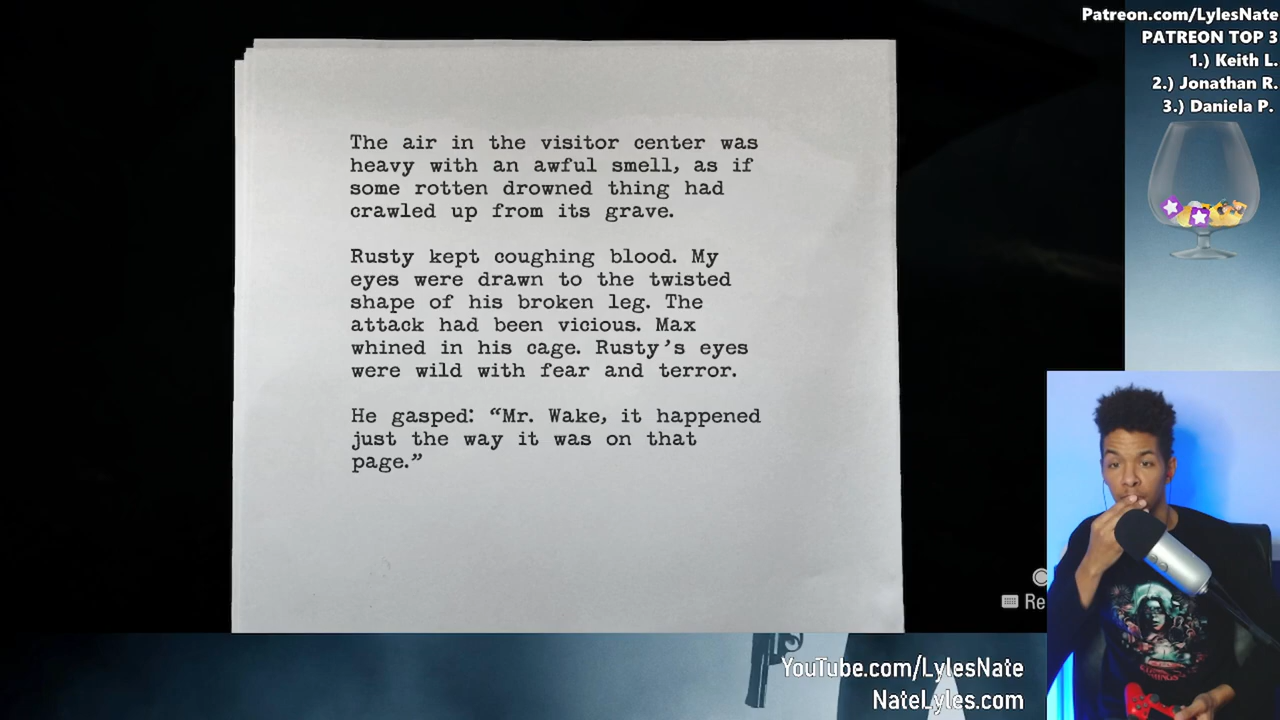 Patreon.com/LylesNate
PATREON TOP 3
1.) Keith L.
2.) Jonathan R.
3.) Daniela P.
The air in the visitor center was
heavy with an awful smell, as if
some rotten drowned thing had
crawled up from its grave.
Rusty kept coughing blood. My
eyes were drawn to the twisted
shape of his broken leg. The
attack had been vicious. Max
whined in his cage. Rusty’s eyes
were wild with fear and terror.
He gasped: “Mr. Wake, it happened
just the way it was on that
page.”
Re
YouTube.com/LylesNate
NateLyles.com